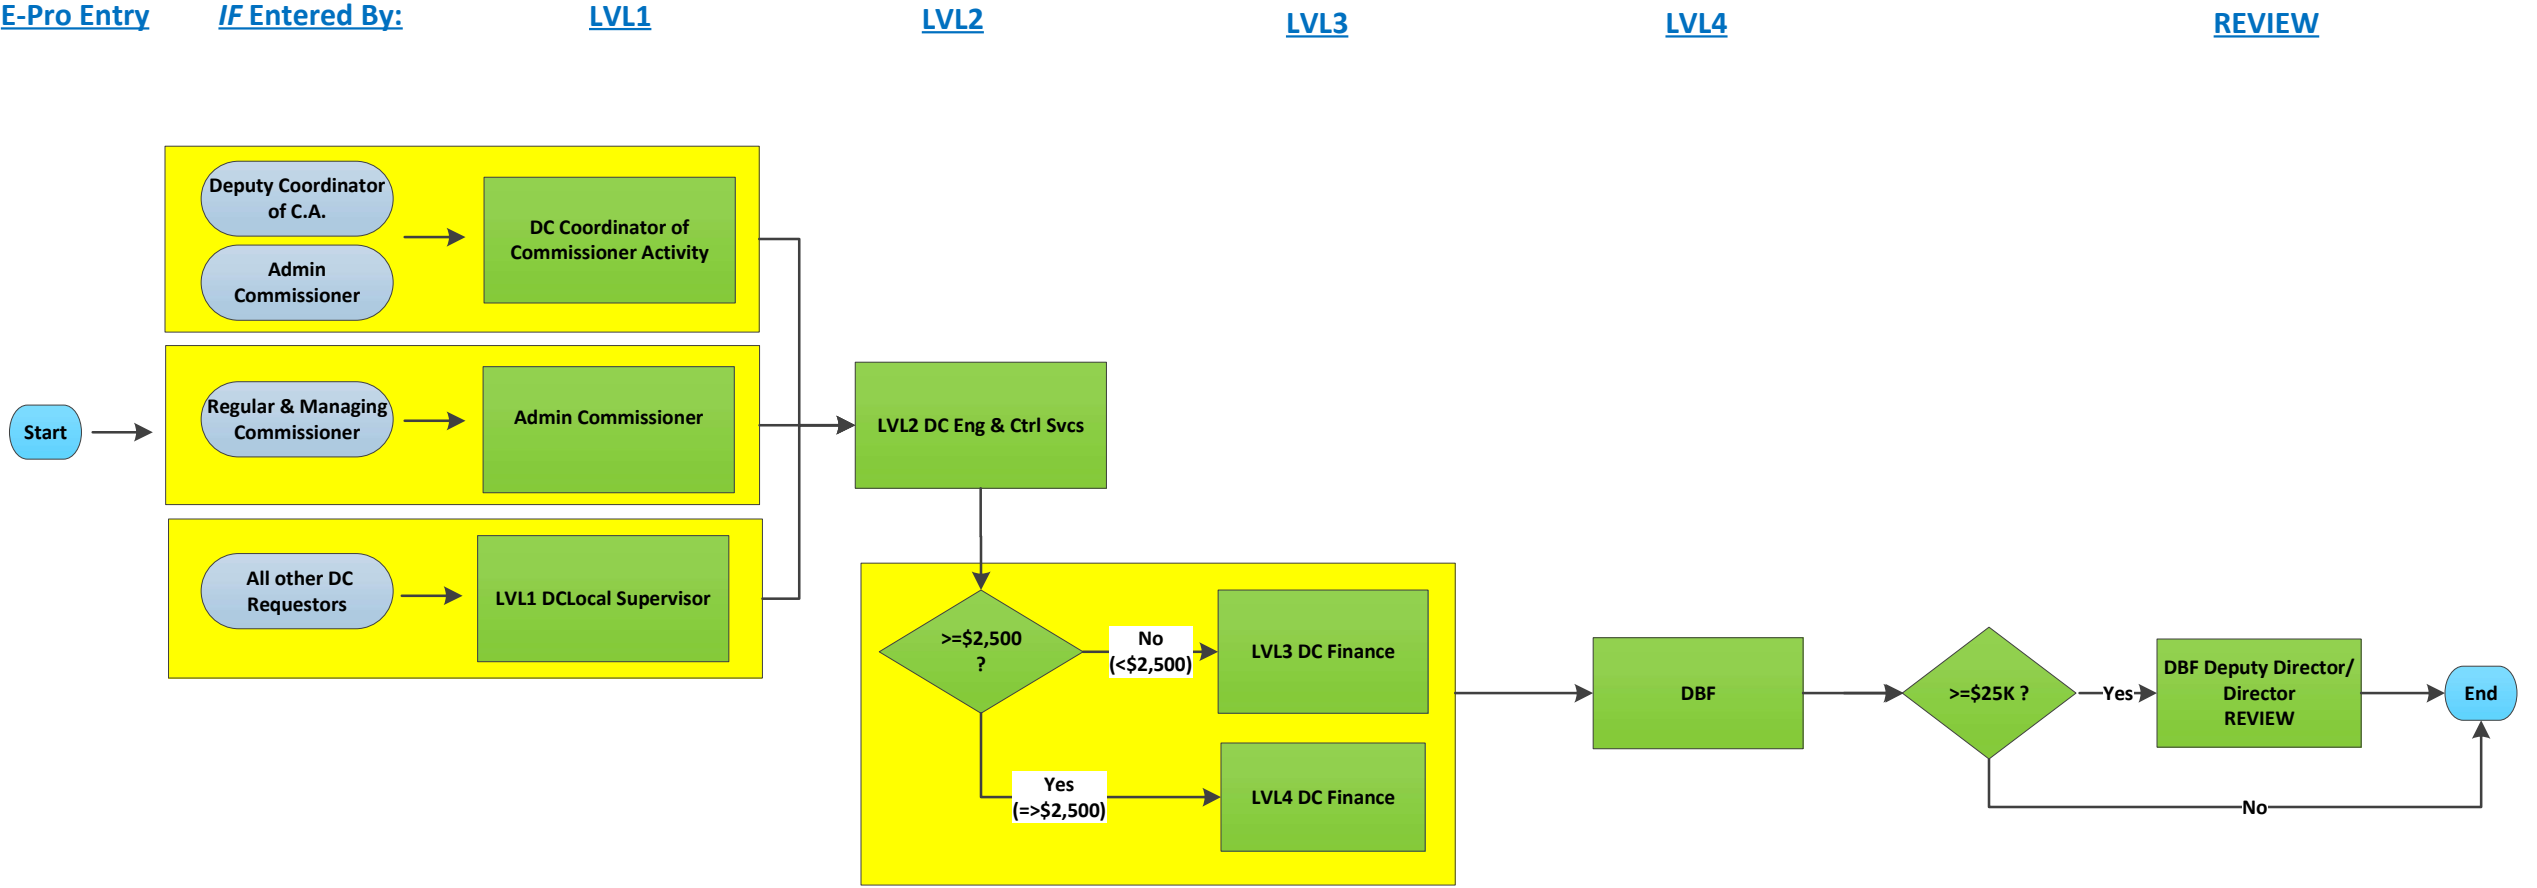 E-Pro Entry
IF Entered By:
LVL1
LVL2
LVL3
LVL4
REVIEW
Deputy Coordinator
of C.A.
Admin
Commissioner
DC Coordinator of
Commissioner Activity
Start
Regular & Managing
Commissioner
Admin Commissioner
LVL2 DC Eng & Ctrl Svcs
All other DC
Requestors
LVL1 DCLocal Supervisor
>=$2,500
?
No
(<$2,500)
LVL3 DC Finance
Yes
(=>$2,500)
LVL4 DC Finance
DBF
>=$25K ?
Yes
DBF Deputy Director/
Director
REVIEW
End
No